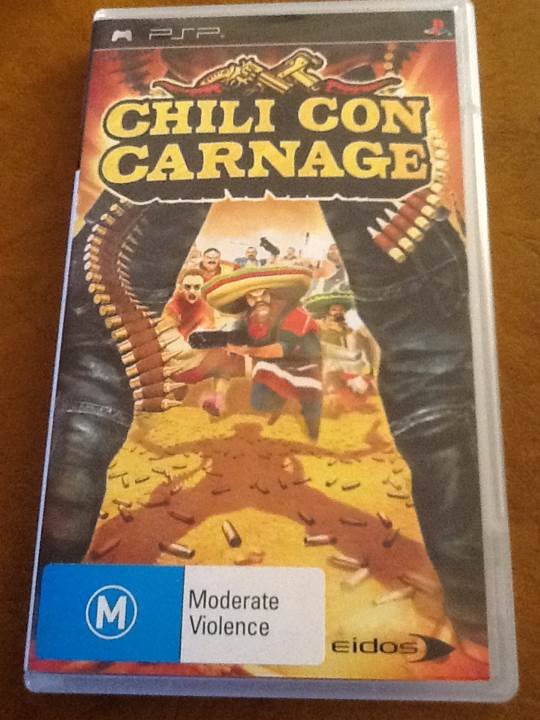 PSP
CHILI CON
CARNAGE
M
Moderate
Violence
eidos